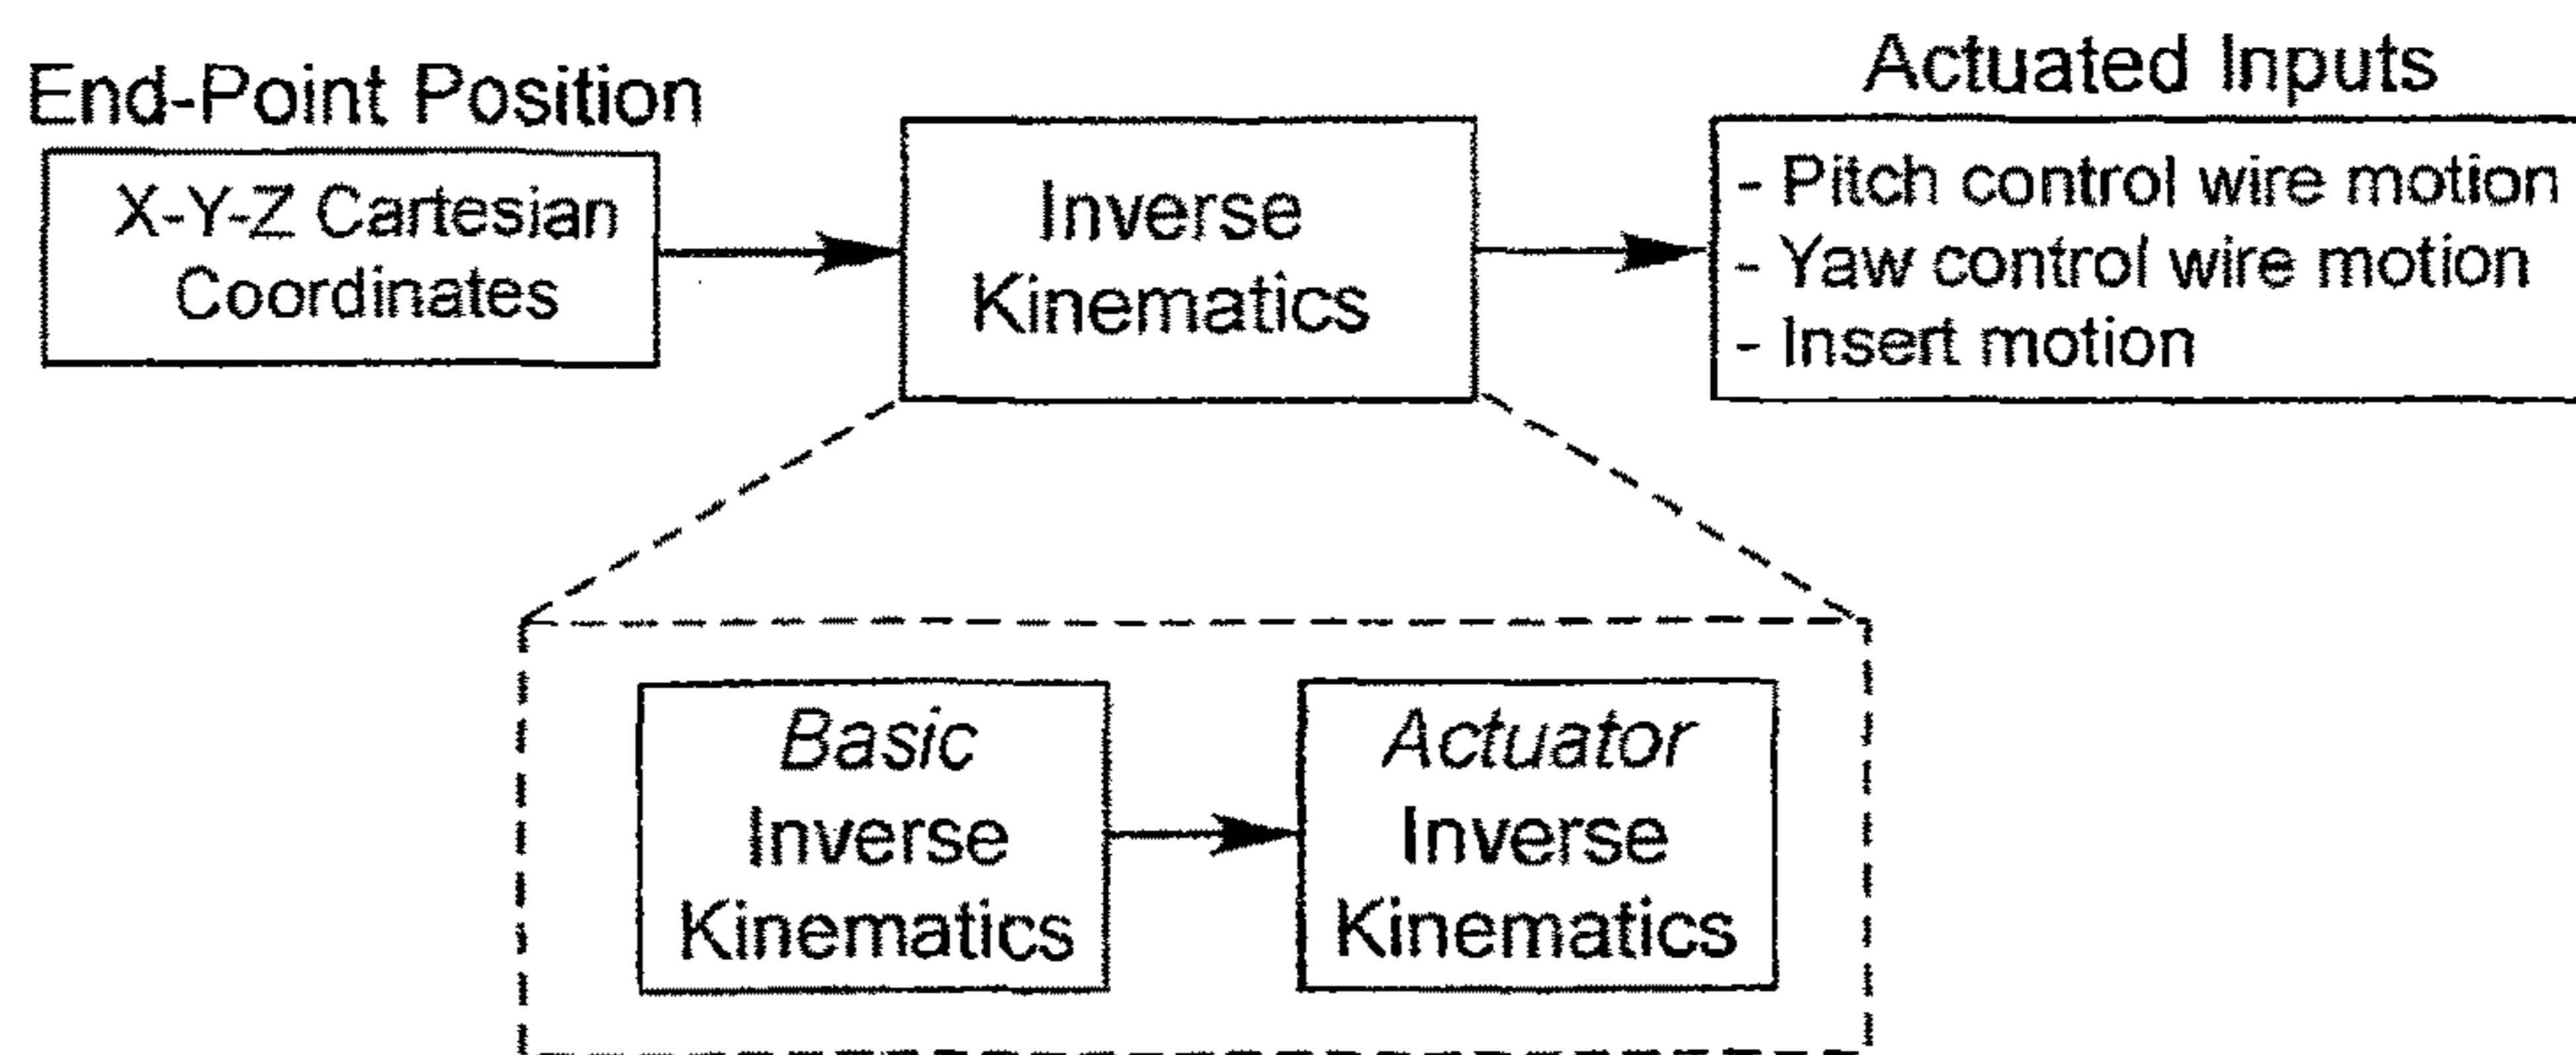 End-Point Position
X-Y-Z Cartesian
Coordinates
Inverse
Kinematics
Actuated Inputs
- Pitch control wire motion
- Yaw control wire motion
- Insert motion
Basic
Inverse
Kinematics
Actuator
Inverse
Kinematics